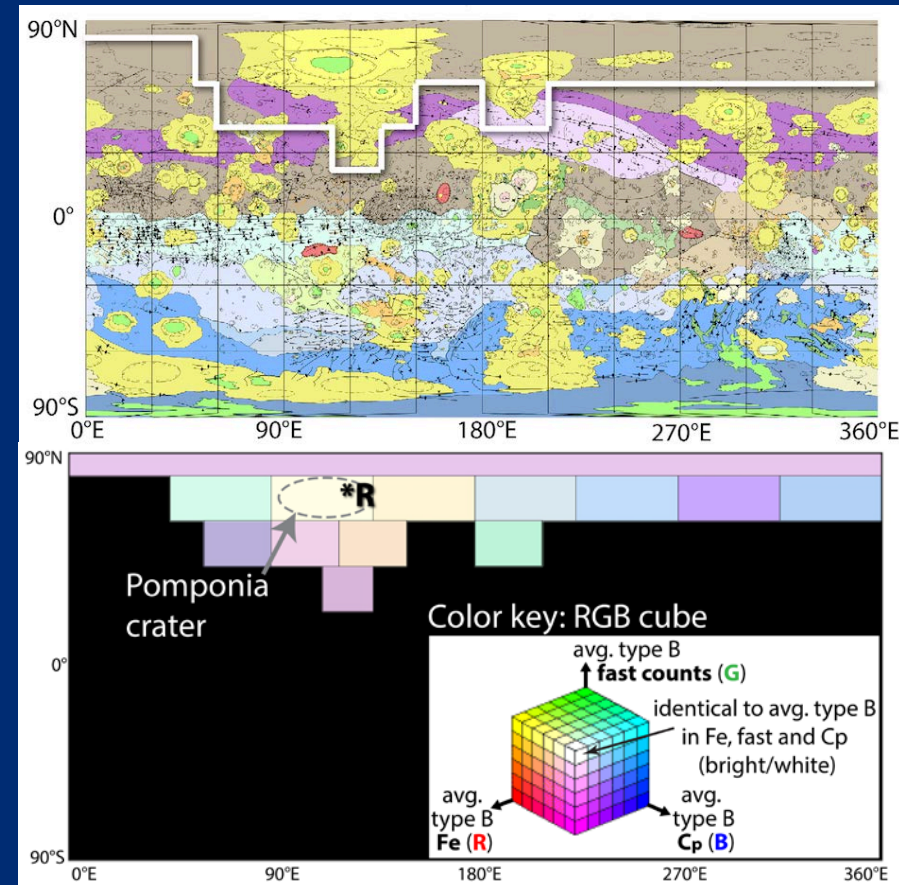 90°N
0°
90°S
0°E 90°E 180°E 270°E 360°E
90°N
*R
Pomponia
crater
Color key: RGB cube
0°
avg. type B
fast counts (G)
identical to avg. type B
in Fe, fast and Cp
(bright/white)
avg.
type B
Fe (R)
avg.
type B
Cp (B)
90°S
0°E 90°E 180°E 270°E 360°E